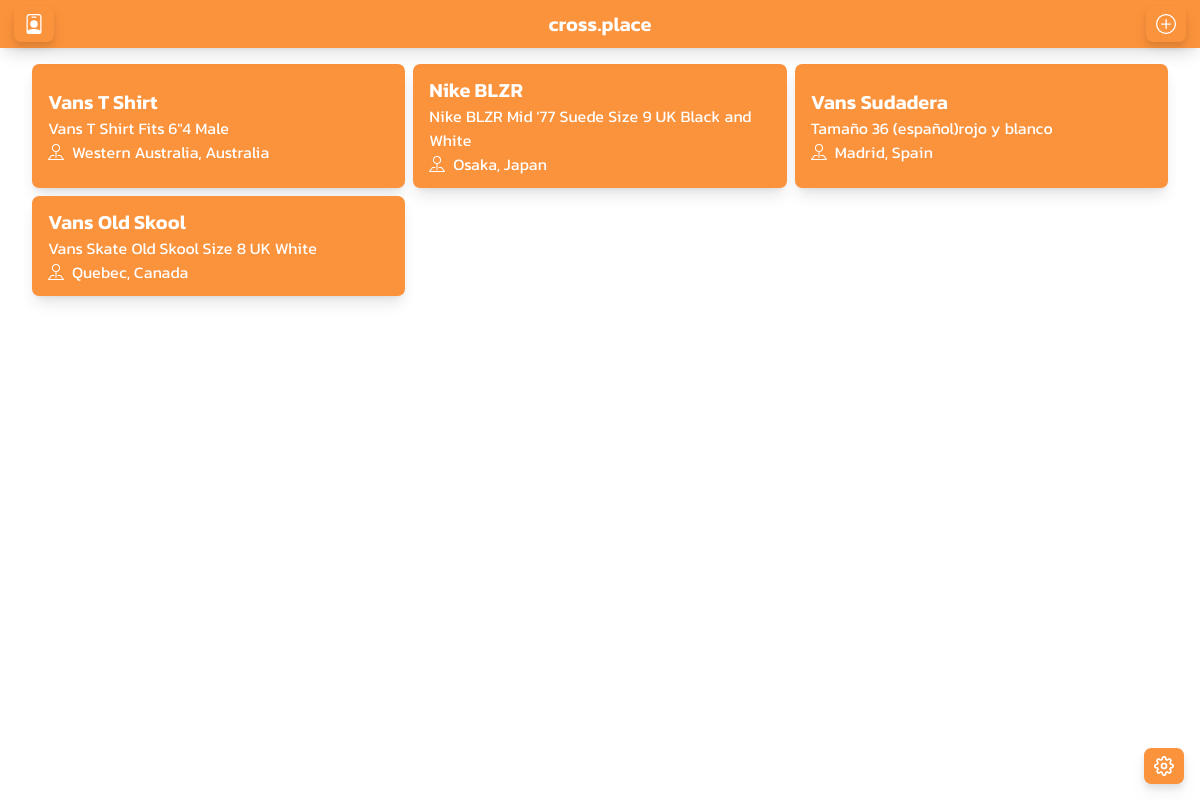 cross.place
Vans T Shirt
Vans T Shirt Fits 6"4 Male
Western Australia, Australia
Nike BLZR
Nike BLZR Mid '77 Suede Size 9 UK Black and
White
Osaka, Japan
Vans Sudadera
Tamaño 36 (español)rojo y blanco
Madrid, Spain
Vans Old Skool
Vans Skate Old Skool Size 8 UK White
Quebec, Canada